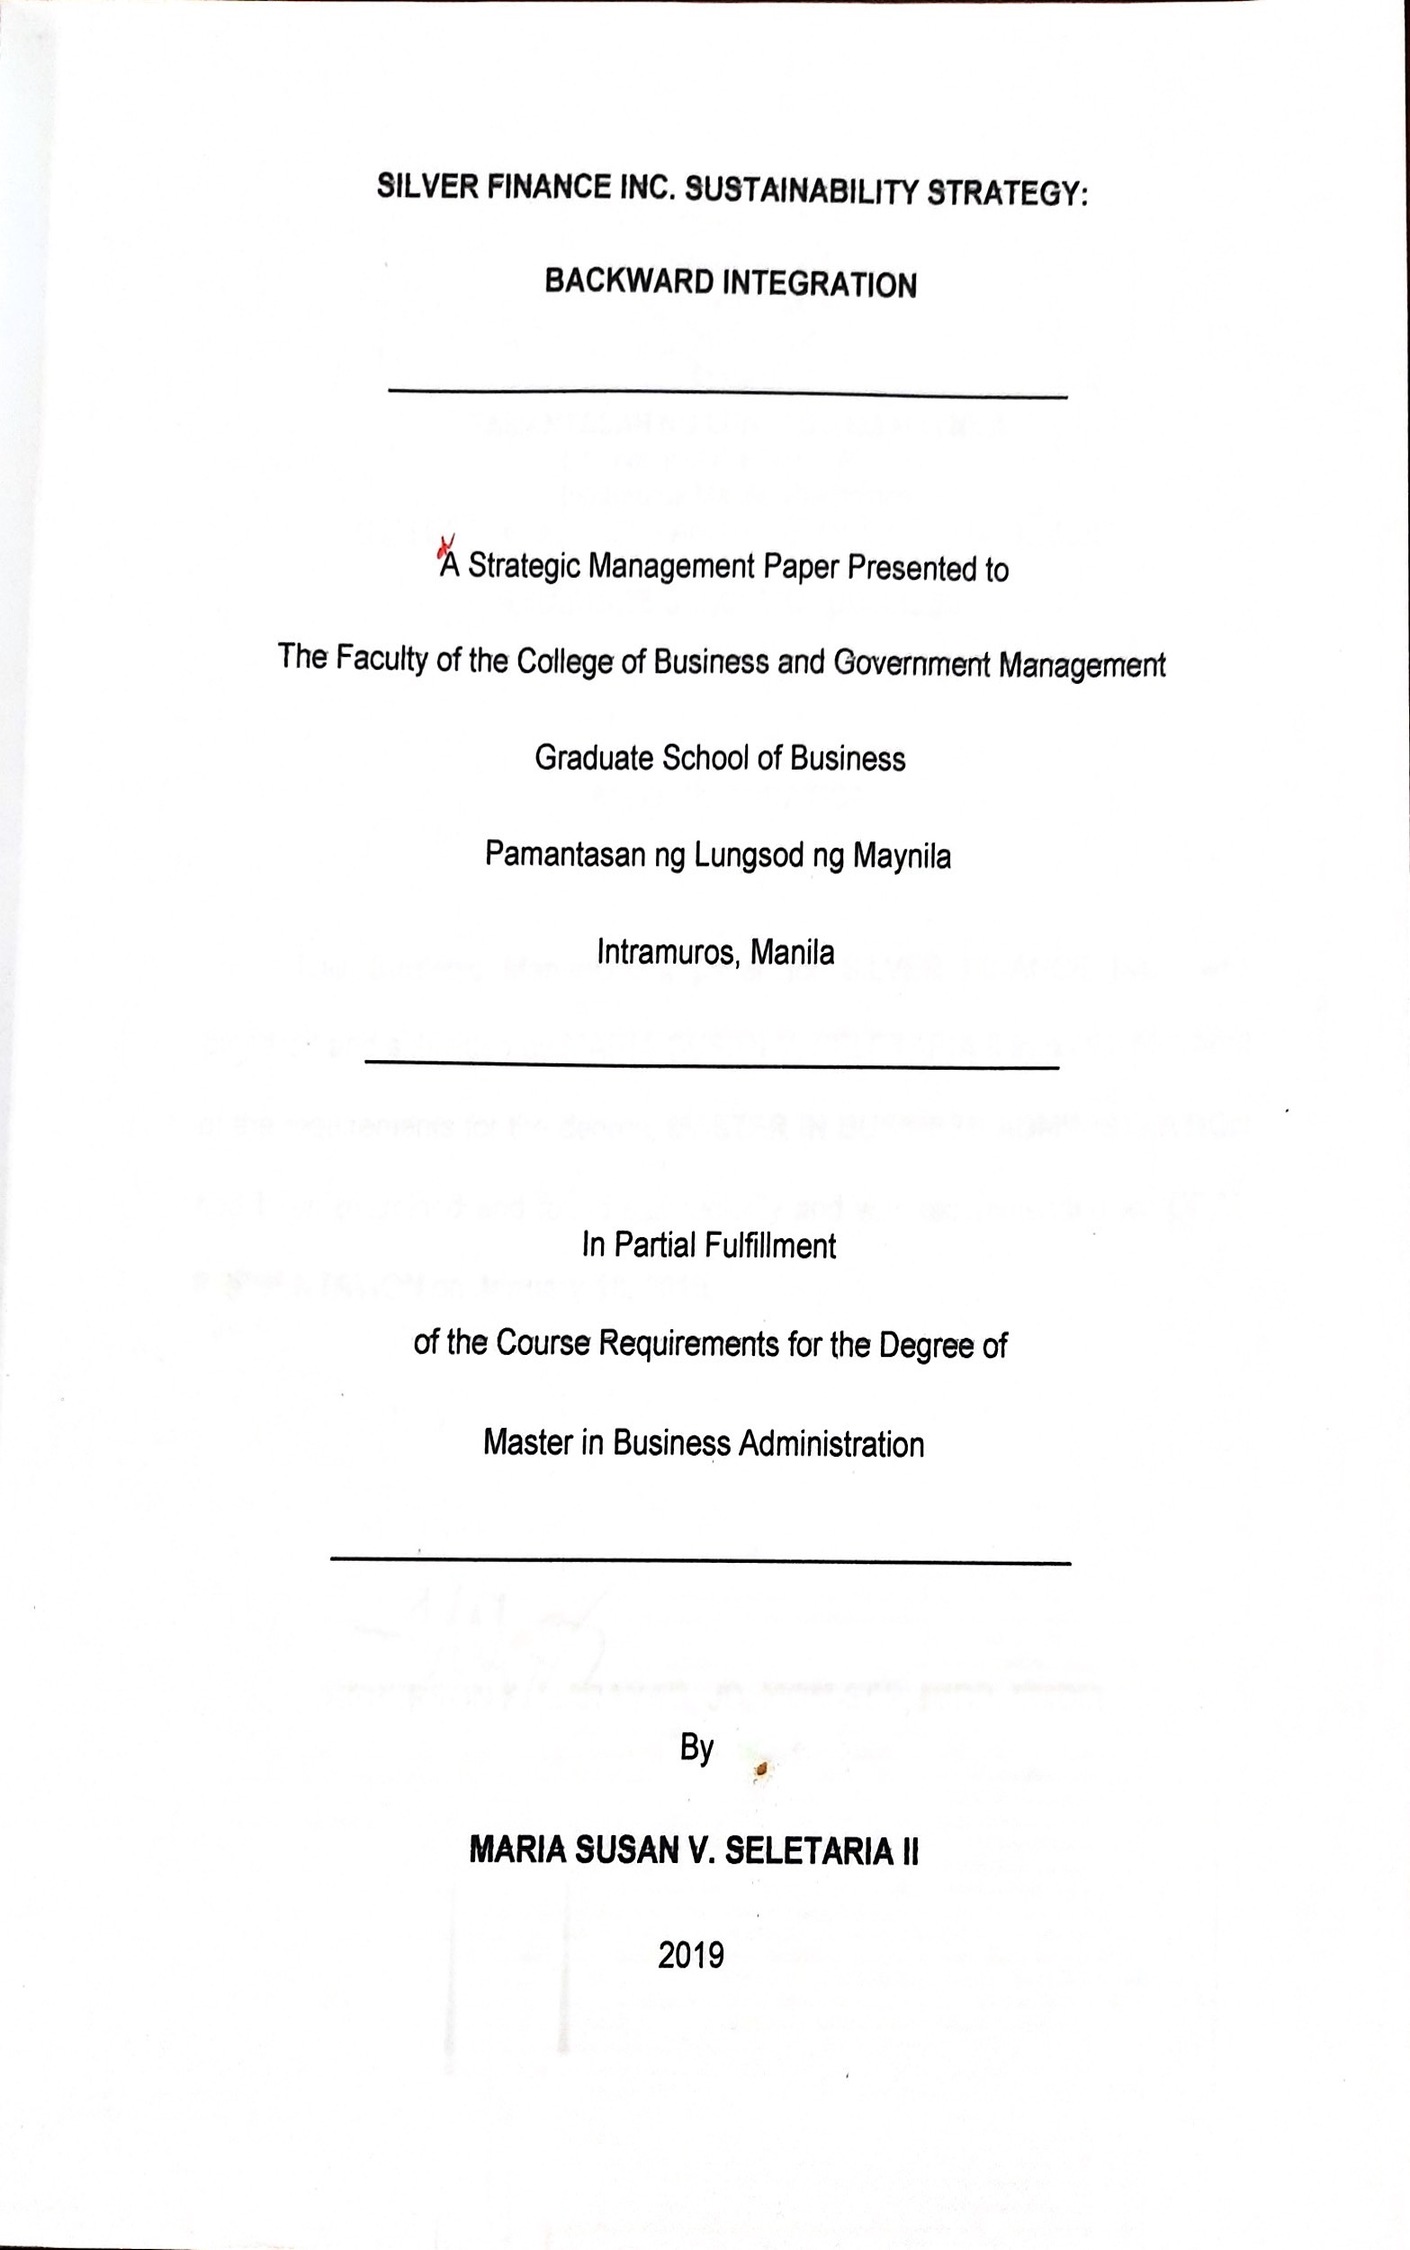 SILVER FINANCE INC. SUSTAINABILITY STRATEGY:
BACKWARD INTEGRATION
A Strategic Management Paper Presented to
The Faculty of the College of Business and Government Management
Graduate School of Business
Pamantasan ng Lungsod ng Maynila
Intramuros, Manila
In Partial Fulfillment
of the Course Requirements for the Degree of
Master in Business Administration
By
MARIA SUSAN V. SELETARIA II
2019